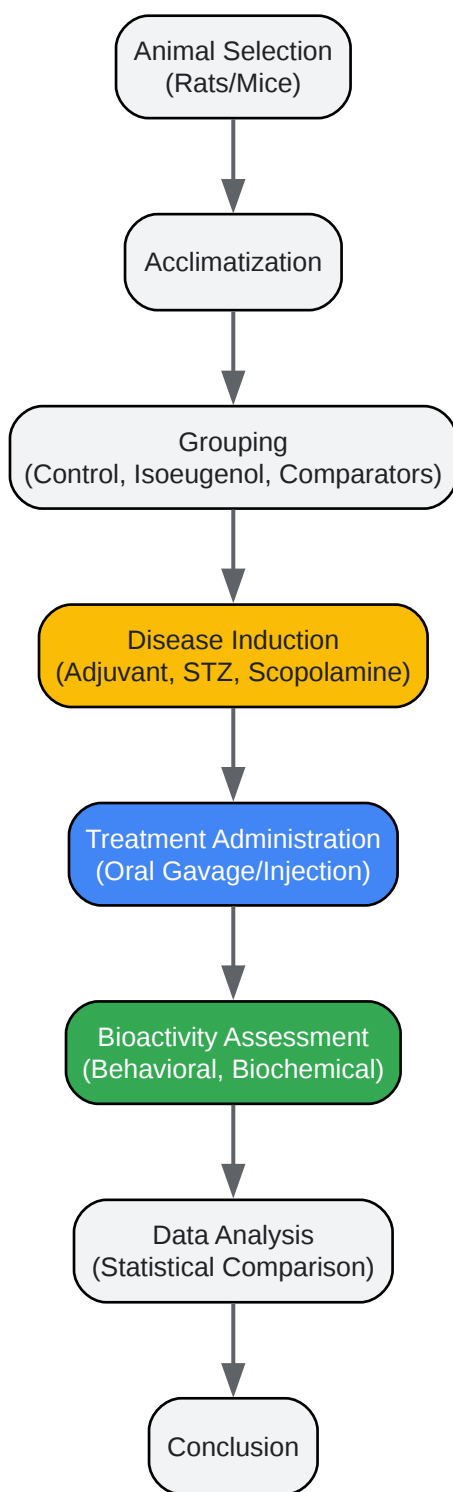 Animal Selection
(Rats/Mice)
Acclimatization
Grouping
(Control, Isoeugenol, Comparators)
Disease Induction
(Adjuvant, STZ, Scopolamine)
Treatment Administration
(Oral Gavage/Injection)
Bioactivity Assessment
(Behavioral, Biochemical)
Data Analysis
(Statistical Comparison)
Conclusion